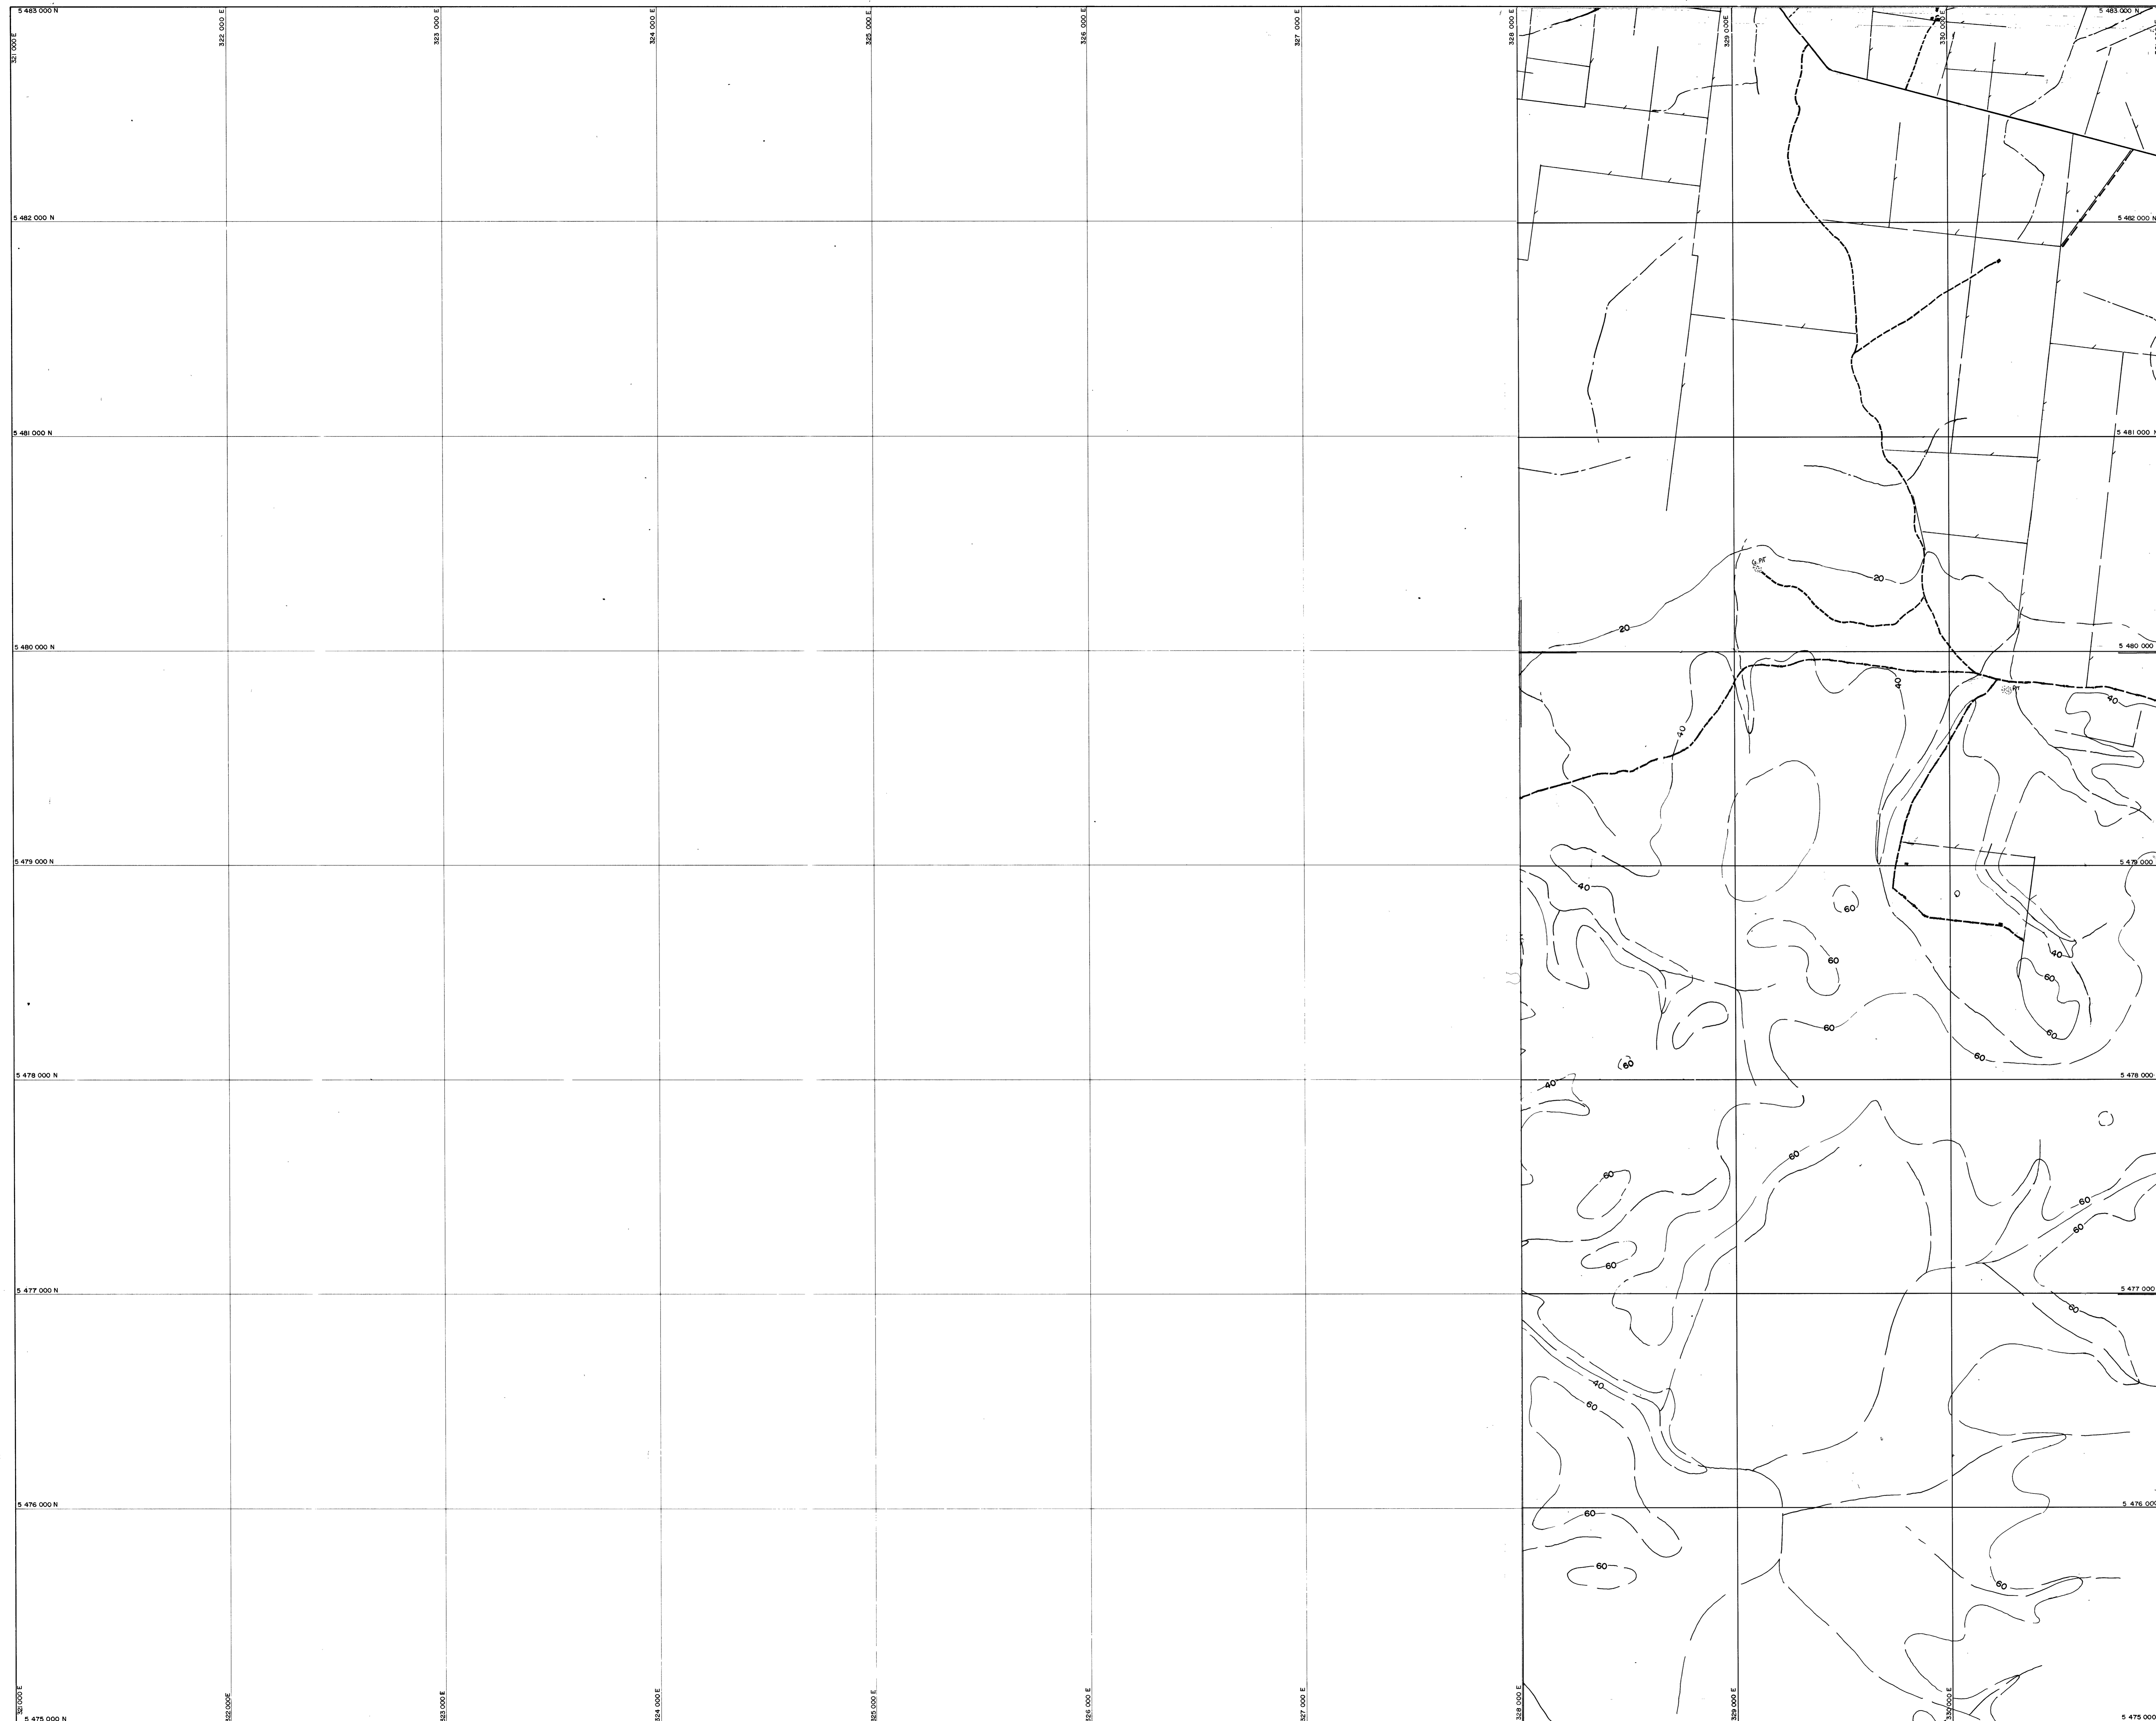 5 483 000 N
321 000 E
322 000 E
323 000 E
324 000 E
325 000 E
326 000 E
327 000 E
328 000 E
329 000E
330 000 E
5 483 000 N
5 482 000 N
5 482 000 N
5 481 000 N
5 481 000 N
G. PIT
20
20
5 480 000 N
5 480 000
40
PIT
40
40
5 479 000 N
5 479 000
40
60
60
40
60
60
60
60
60
5 478 000 N
5 478 000
40
60
60
60
60
60
5 477 000 N
5 477 000
60
40
60
5 476 000 N
5 476 000
60
60
60
321 000 E
322 000E
323 000 E
324 000 E
325 000 E
326 000 E
327 000 E
328 000 E
329 000 E
330 000 E
5 475 000 N
5 475 000